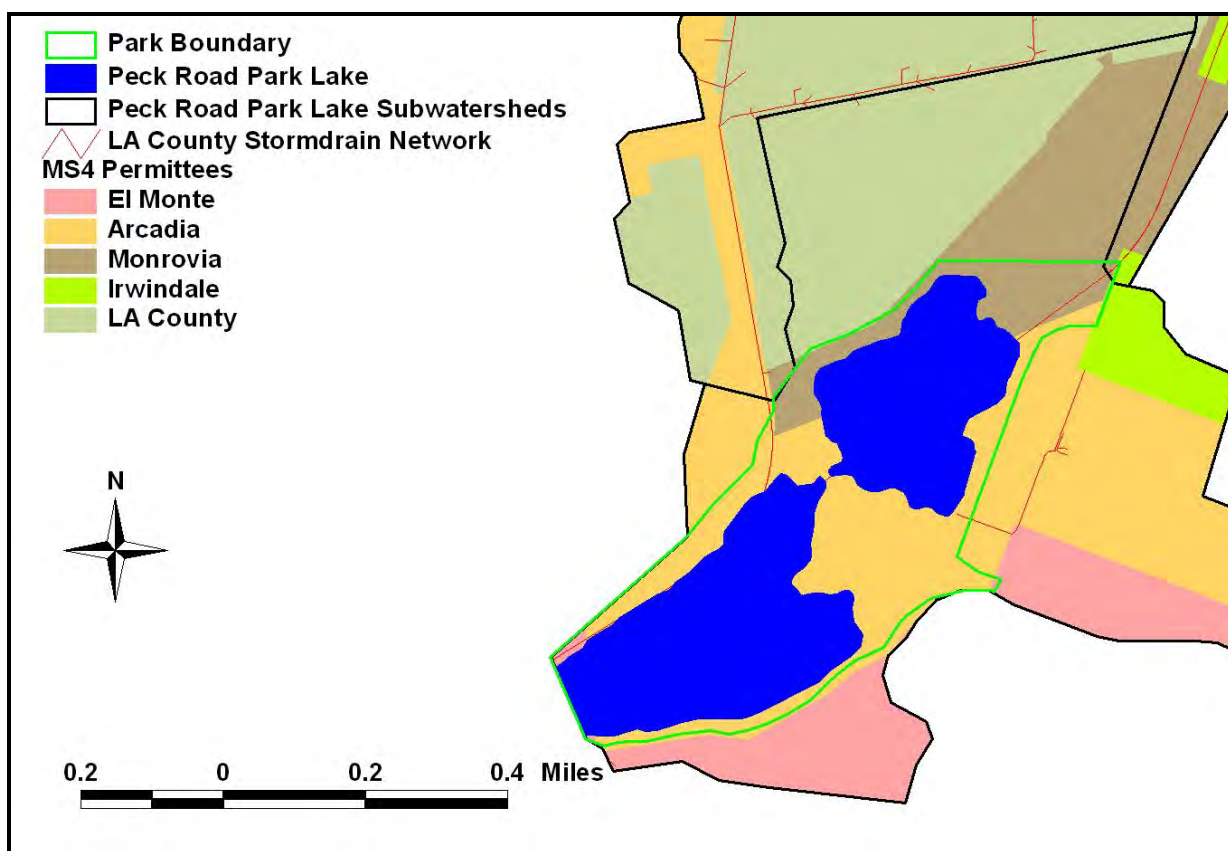 Park Boundary
Peck Road Park Lake
Peck Road Park Lake Subwatersheds
LA County Stormdrain Network
MS4 Permittees
El Monte
Arcadia
Monrovia
Irwindale
LA County
N
0.2 0 0.2 0.4 Miles